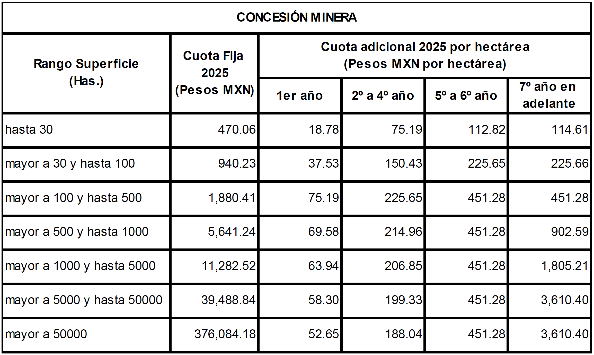 CONCESIÓN MINERA
Rango Superficie
(Has.)
Cuota Fija
2025
(Pesos MXN)
Cuota adicional 2025 por hectárea
(Pesos MXN por hectárea)
1er año
2º a 4º año
5º a 6º año
7º año en
adelante
hasta 30 470.06 18.78 75.19 112.82 114.61
mayor a 30 y hasta 100 940.23 37.53 150.43 225.65 225.66
mayor a 100 y hasta 500 1,880.41 75.19 225.65 451.28 451.28
mayor a 500 y hasta 1000 5,641.24 69.58 214.96 451.28 902.59
mayor a 1000 y hasta 5000 11,282.52 63.94 206.85 451.28 1,805.21
mayor a 5000 y hasta 50000 39,488.84 58.30 199.33 451.28 3,610.40
mayor a 50000 376,084.18 52.65 188.04 451.28 3,610.40